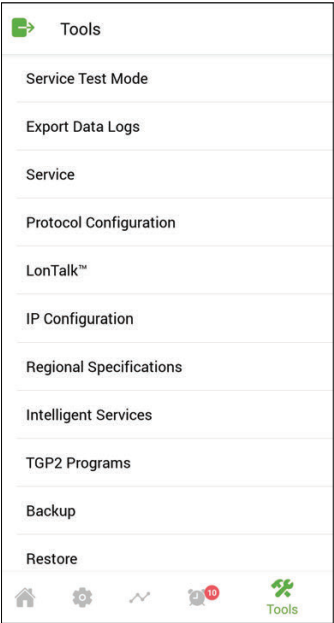 Tools
Service Test Mode
Export Data Logs
Service
Protocol Configuration
LonTalk™
IP Configuration
Regional Specifications
Intelligent Services
TGP2 Programs
Backup
Restore
10
Tools